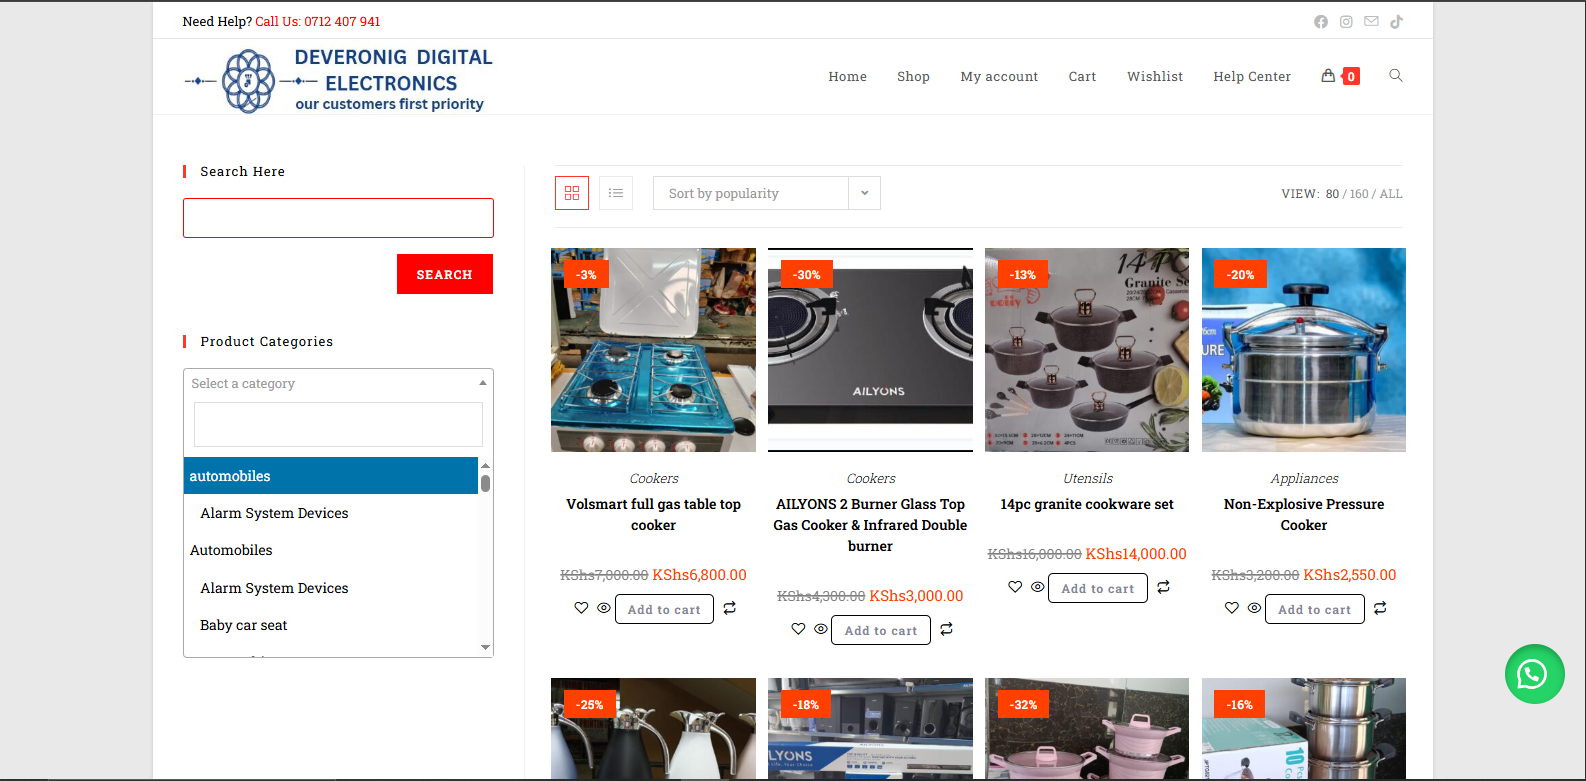 Need Help? Call Us: 0712 407 941
DEVERONIG DIGITAL
ELECTRONICS
our customers first priority
Home
Shop
My account
Cart
Wishlist
Help Center
0
Search Here
SEARCH
Product Categories
Select a category
automobiles
Alarm System Devices
Automobiles
Alarm System Devices
Baby car seat
Sort by popularity
VIEW: 80 / 160 / ALL
-3%
Cookers
Volsmart full gas table top
cooker
KShs7,000.00 KShs6,800.00
Add to cart
-30%
AILYONS
Cookers
AILYONS 2 Burner Glass Top
Gas Cooker & Infrared Double
burner
KShs4,300.00 KShs3,000.00
Add to cart
-13%
14 PC
Granite Se
Utensils
14pc granite cookware set
KShs16,000.00 KShs14,000.00
Add to cart
-20%
URE
Appliances
Non-Explosive Pressure
Cooker
KShs3,200.00 KShs2,550.00
Add to cart
-25%
-18%
LYONS
-32%
-16%
10